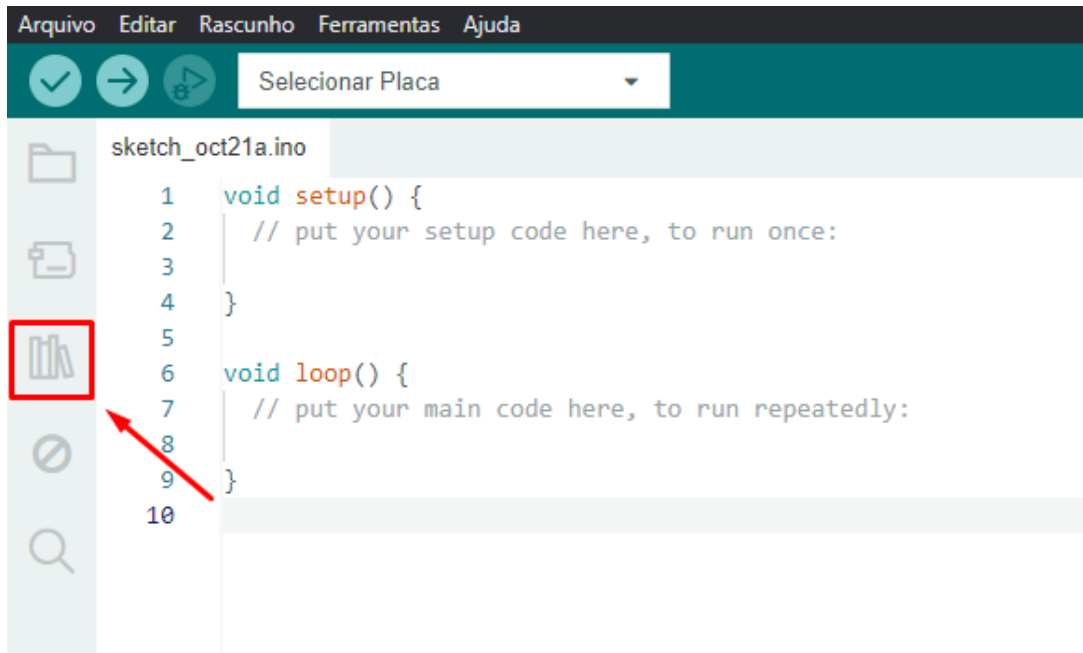 Arquivo Editar Rascunho Ferramentas Ajuda
Selecionar Placa
sketch_oct21a.ino
1 void setup() {
2 // put your setup code here, to run once:
3
4 }
5
6 void loop() {
7 // put your main code here, to run repeatedly:
8
9 }
10